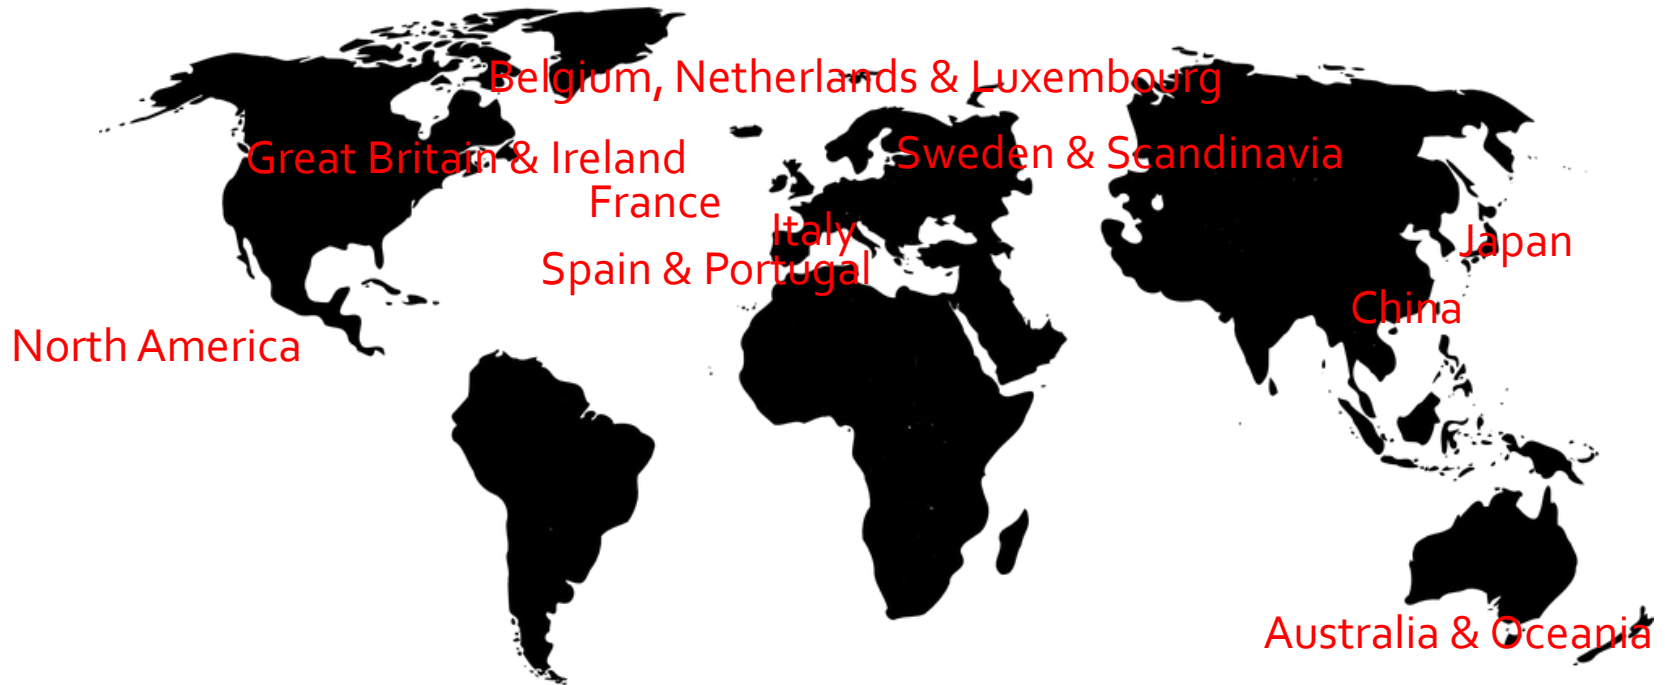 Belgium, Netherlands & Luxembourg
Great Britain & Ireland
Sweden & Scandinavia
France
Italy
Japan
Spain & Portugal
China
North America
Australia & Oceania